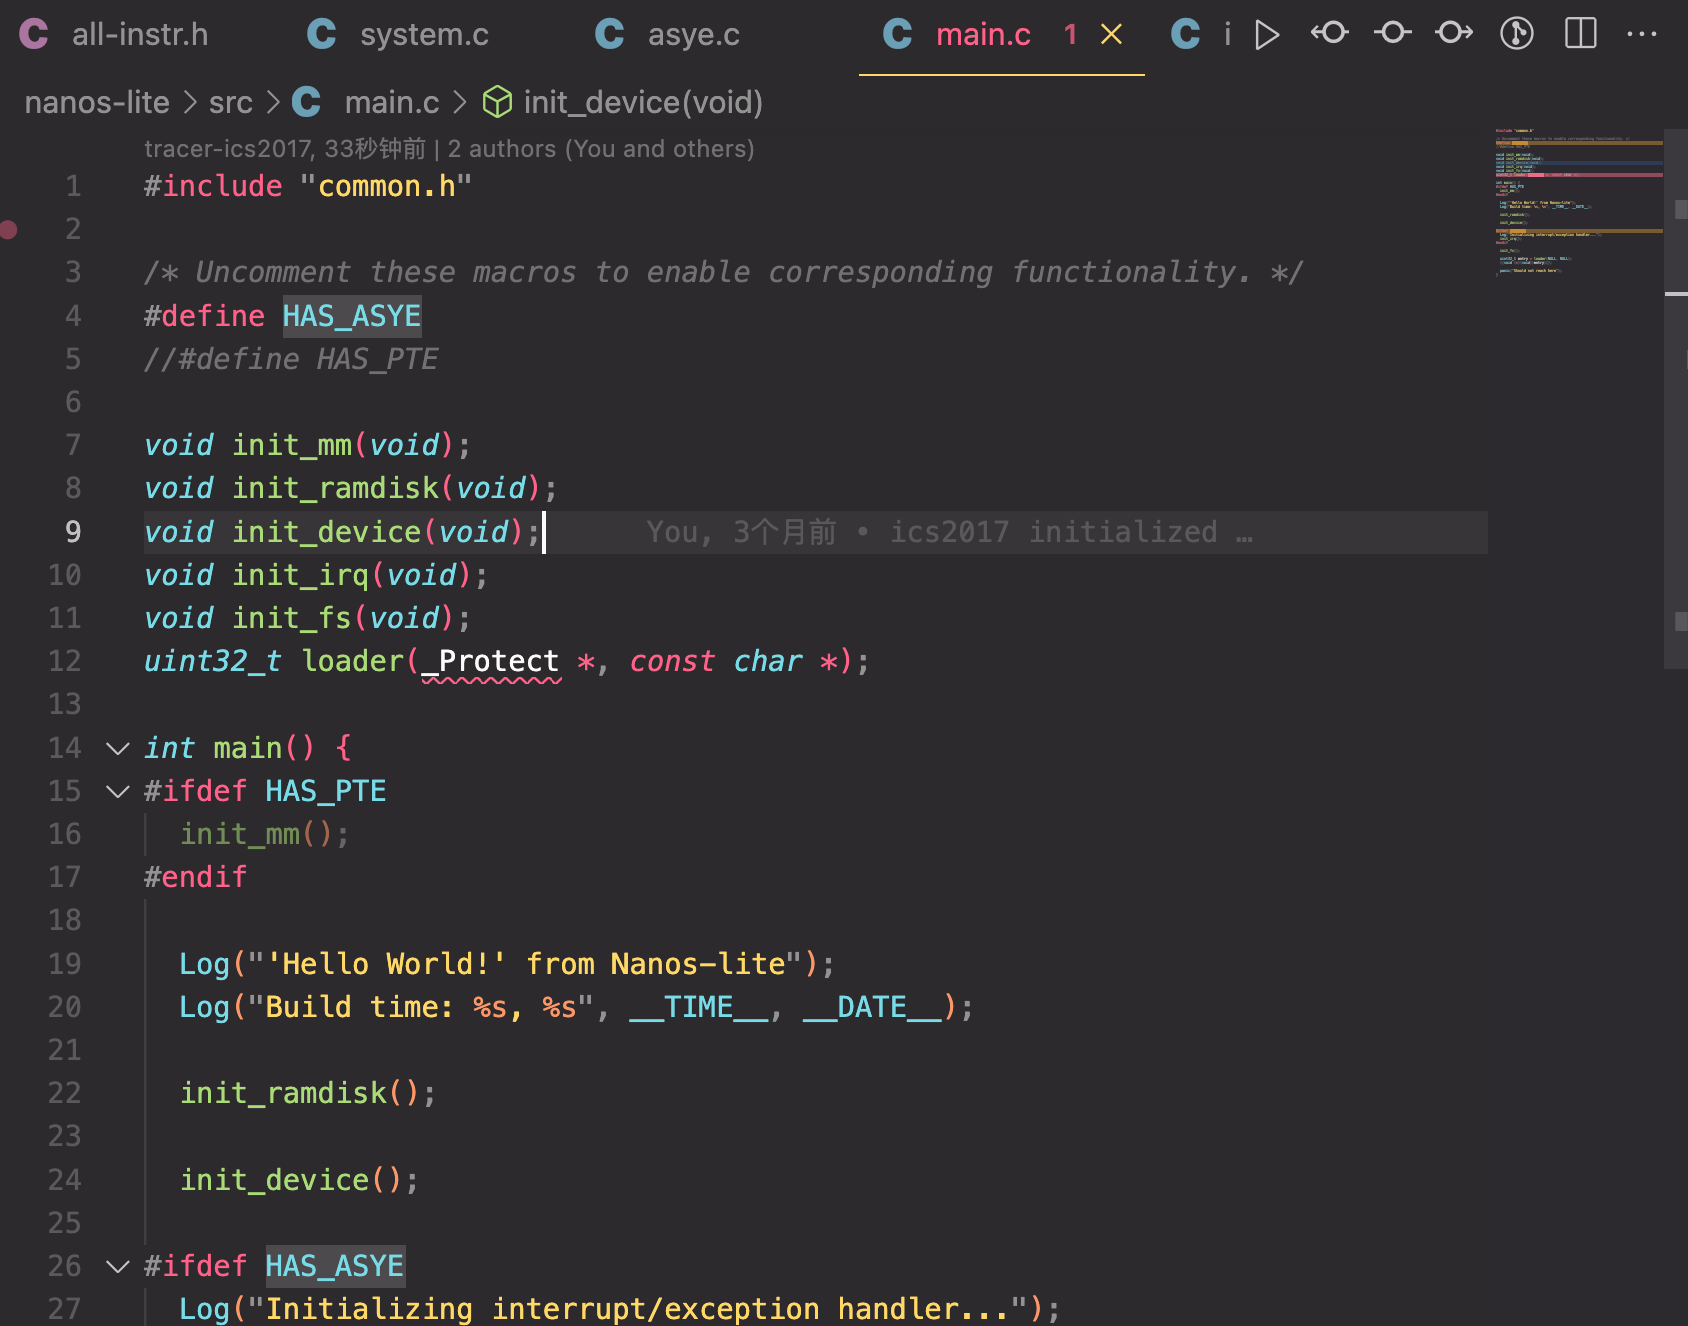 all-instr.h system.c asye.c main.c 1 i
nanos-lite > src > C main.c > init_device(void)
tracer-ics2017, 33秒钟前 | 2 authors (You and others)
1 #include "common.h"
2
3 /* Uncomment these macros to enable corresponding functionality. */
4 #define HAS_ASYE
5 //#define HAS_PTE
6
7 void init_mm(void);
8 void init_ramdisk(void);
9 void init_device(void); You, 3个月前 • ics2017 initialized …
10 void init_irq(void);
11 void init_fs(void);
12 uint32_t loader(_Protect *, const char *);
13
14 int main() {
15 #ifdef HAS_PTE
16 init_mm();
17 #endif
18
19 Log("'Hello World!' from Nanos-lite");
20 Log("Build time: %s, %s", __TIME__, __DATE__);
21
22 init_ramdisk();
23
24 init_device();
25
26 #ifdef HAS_ASYE
27 Log("Initializing interrupt/exception handler...");